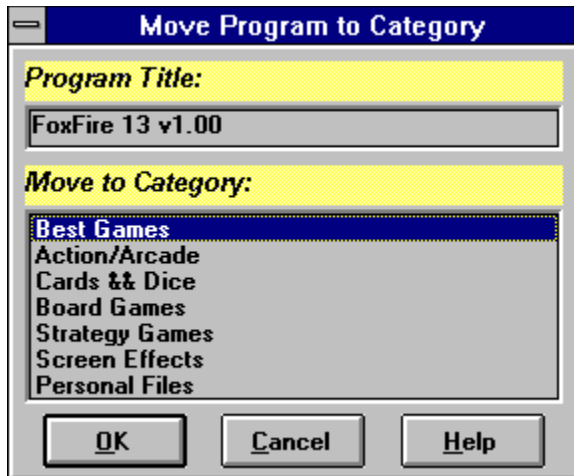 Move Program to Category
Program Title:
FoxFire 13 v1.00
Move to Category:
Best Games
Action/Arcade
Cards && Dice
Board Games
Strategy Games
Screen Effects
Personal Files
OK Cancel Help